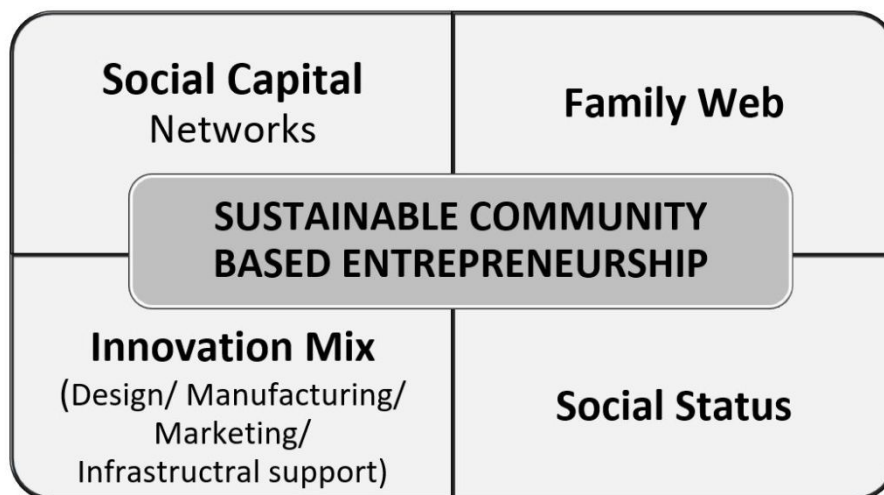 Social Capital
Networks
Family Web
SUSTAINABLE COMMUNITY
BASED ENTREPRENEURSHIP
Innovation Mix
(Design/ Manufacturing/
Marketing/
Infrastructral support)
Social Status